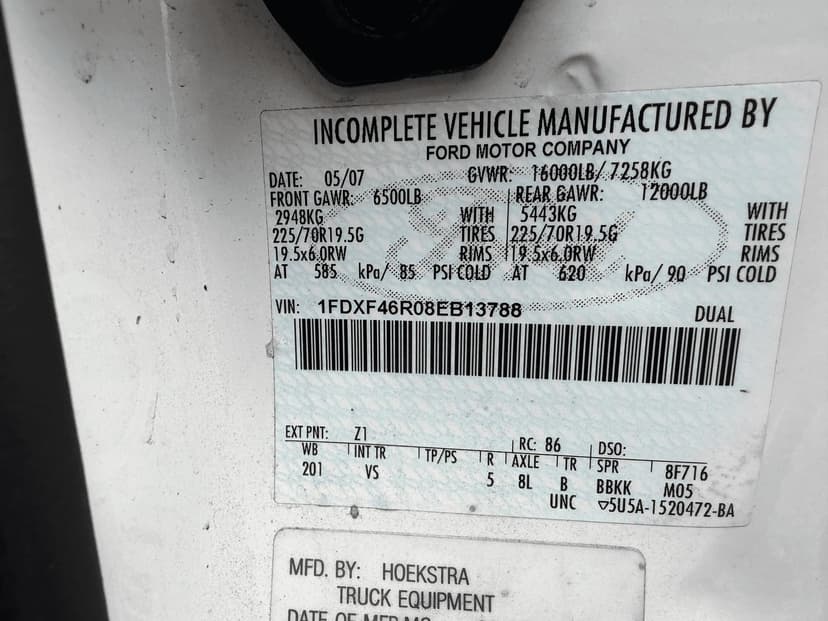 INCOMPLETE VEHICLE MANUFACTURED BY
FORD MOTOR COMPANY
DATE: 05/07 GVWR: 16000LB/ 7258KG
FRONT GAWR: 6500LB REAR GAWR: 12000LB
2948KG WITH 5443KG WITH
225/70R19.5G TIRES 225/70R19.5G TIRES
19.5x6.0RW RIMS 19.5x6.0RW RIMS
AT 585 kPa/ 85 PSI COLD AT 620 kPa/ 90 PSI COLD
VIN: 1FDXF46R08EB13788 DUAL
EXT PNT: Z1 RC: 86 DSO:
WB INT TR TP/PS R AXLE TR SPR 8F716
201 VS 5 8L B BBKK M05
UNC ▽5U5A-1520472-BA
MFD. BY: HOEKSTRA
TRUCK EQUIPMENT
DATE OF MFR MO